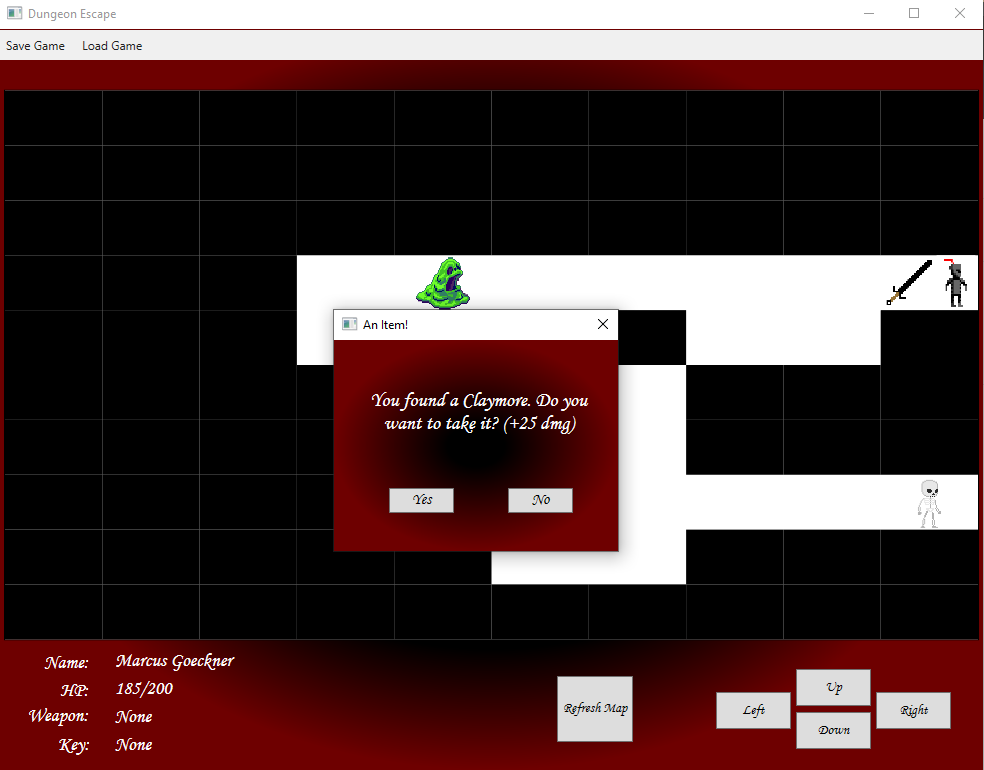 Dungeon Escape
Save Game Load Game
An Item!
You found a Claymore. Do you
want to take it? (+25 dmg)
Yes No
Name: Marcus Goeckner
HP: 185/200
Weapon: None
Key: None
Refresh Map
Up
Left Right
Down